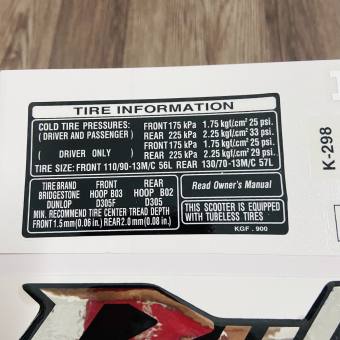 TIRE INFORMATION
COLD TIRE PRESSURES: FRONT 175 kPa 1.75 kgf/cm² 25 psi.
(DRIVER AND PASSENGER) REAR 225 kPa 2.25 kgf/cm² 33 psi.
FRONT 175 kPa 1.75 kgf/cm² 25 psi.
( DRIVER ONLY ) REAR 225 kPa 2.25 kgf/cm² 29 psi.
TIRE SIZE: FRONT 110/90-13M/C 56L REAR 130/70-13M/C 57L
TIRE BRAND FRONT REAR
BRIDGESTONE HOOP B03 HOOP B02
DUNLOP D305F D305
MIN. RECOMMEND TIRE CENTER TREAD DEPTH
FRONT 1.5 mm (0.06 in.) REAR 2.0 mm (0.08 in.)
Read Owner's Manual
THIS SCOOTER IS EQUIPPED
WITH TUBELESS TIRES
KGF . 900
K-298